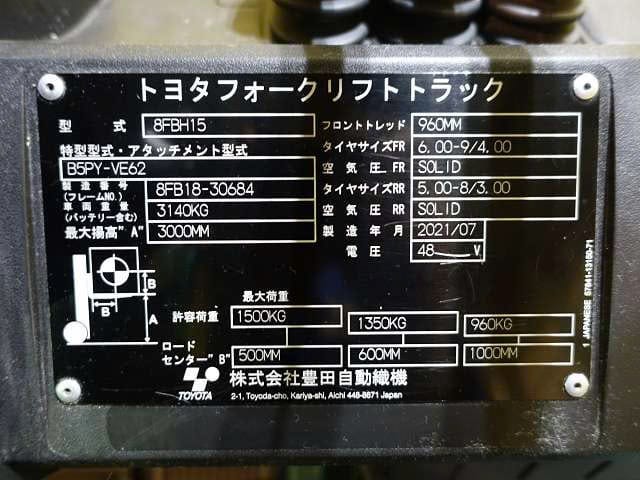 トヨタフォークリフトトラック
型 式 8FBH15 フロントトレッド 960MM
特型型式・アタッチメント型式 タイヤサイズFR 6.00-9/4.00
B5PY-VE62 空 気 圧 FR SOLID
製造番号(フレームNO.) 8FB18-30684 タイヤサイズRR 5.00-8/3.00
車両重量(バッテリー含む) 3140KG 空 気 圧 RR SOLID
最大揚高"A" 3000MM 製 造 年 月 2021/07
電 圧 48 V
B
B
A
最大荷重
許容荷重 1500KG 1350KG 960KG
ロードセンター"B" 500MM 600MM 1000MM
TOYOTA 株式会社豊田自動織機
2-1, Toyoda-cho, Kariya-shi, Aichi 448-8671 Japan
JAPANESE 57841-13150-71